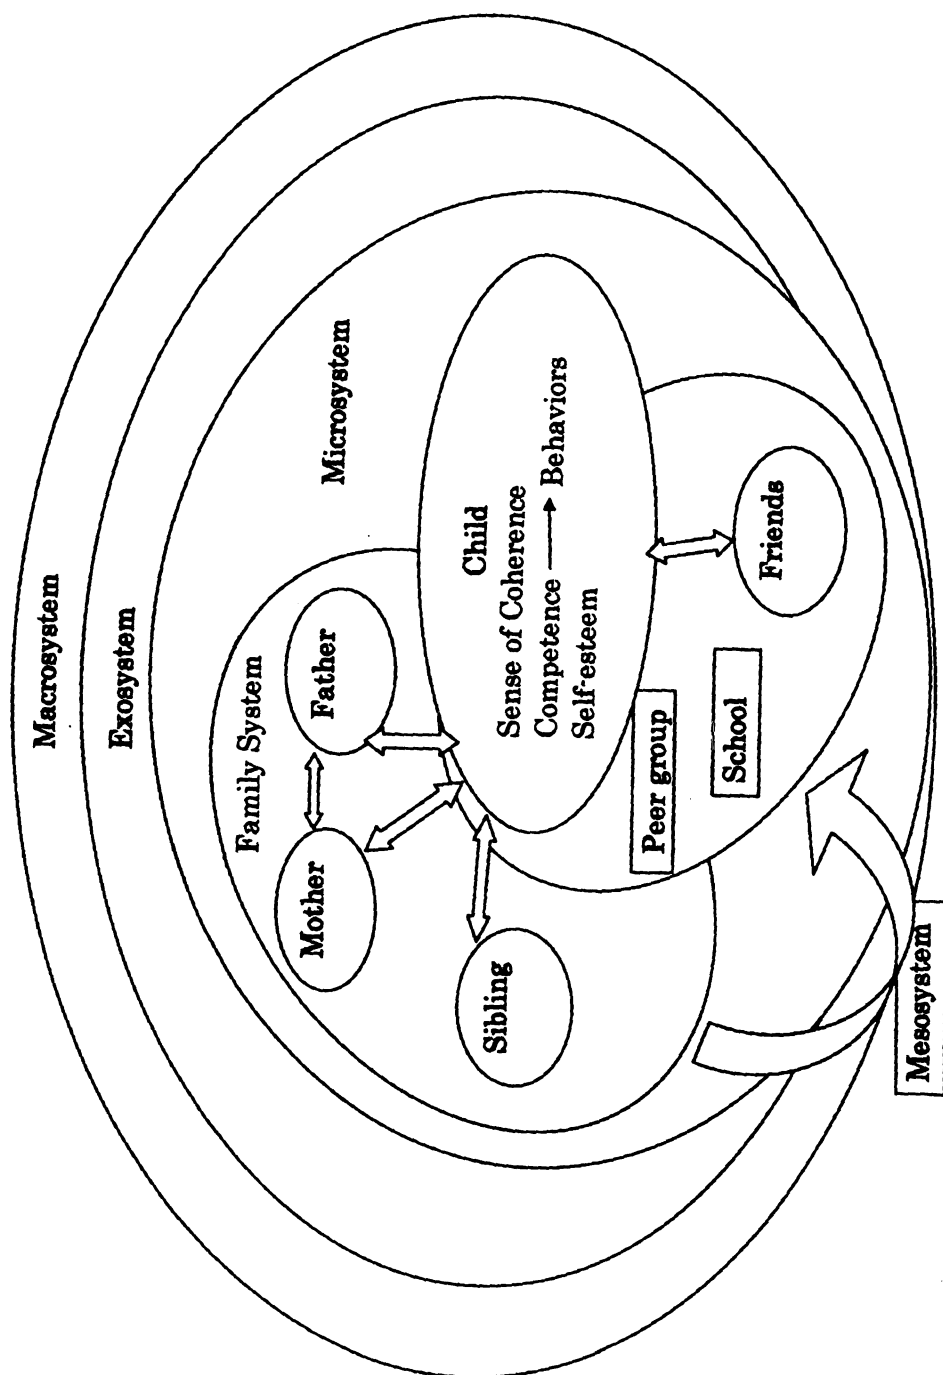 Macrosystem
Exosystem
Microsystem
Family System
Mother
Father
Sibling
Child
Sense of Coherence
Competence Behaviors
Self-esteem
Peer group
School
Friends
Mesosystem